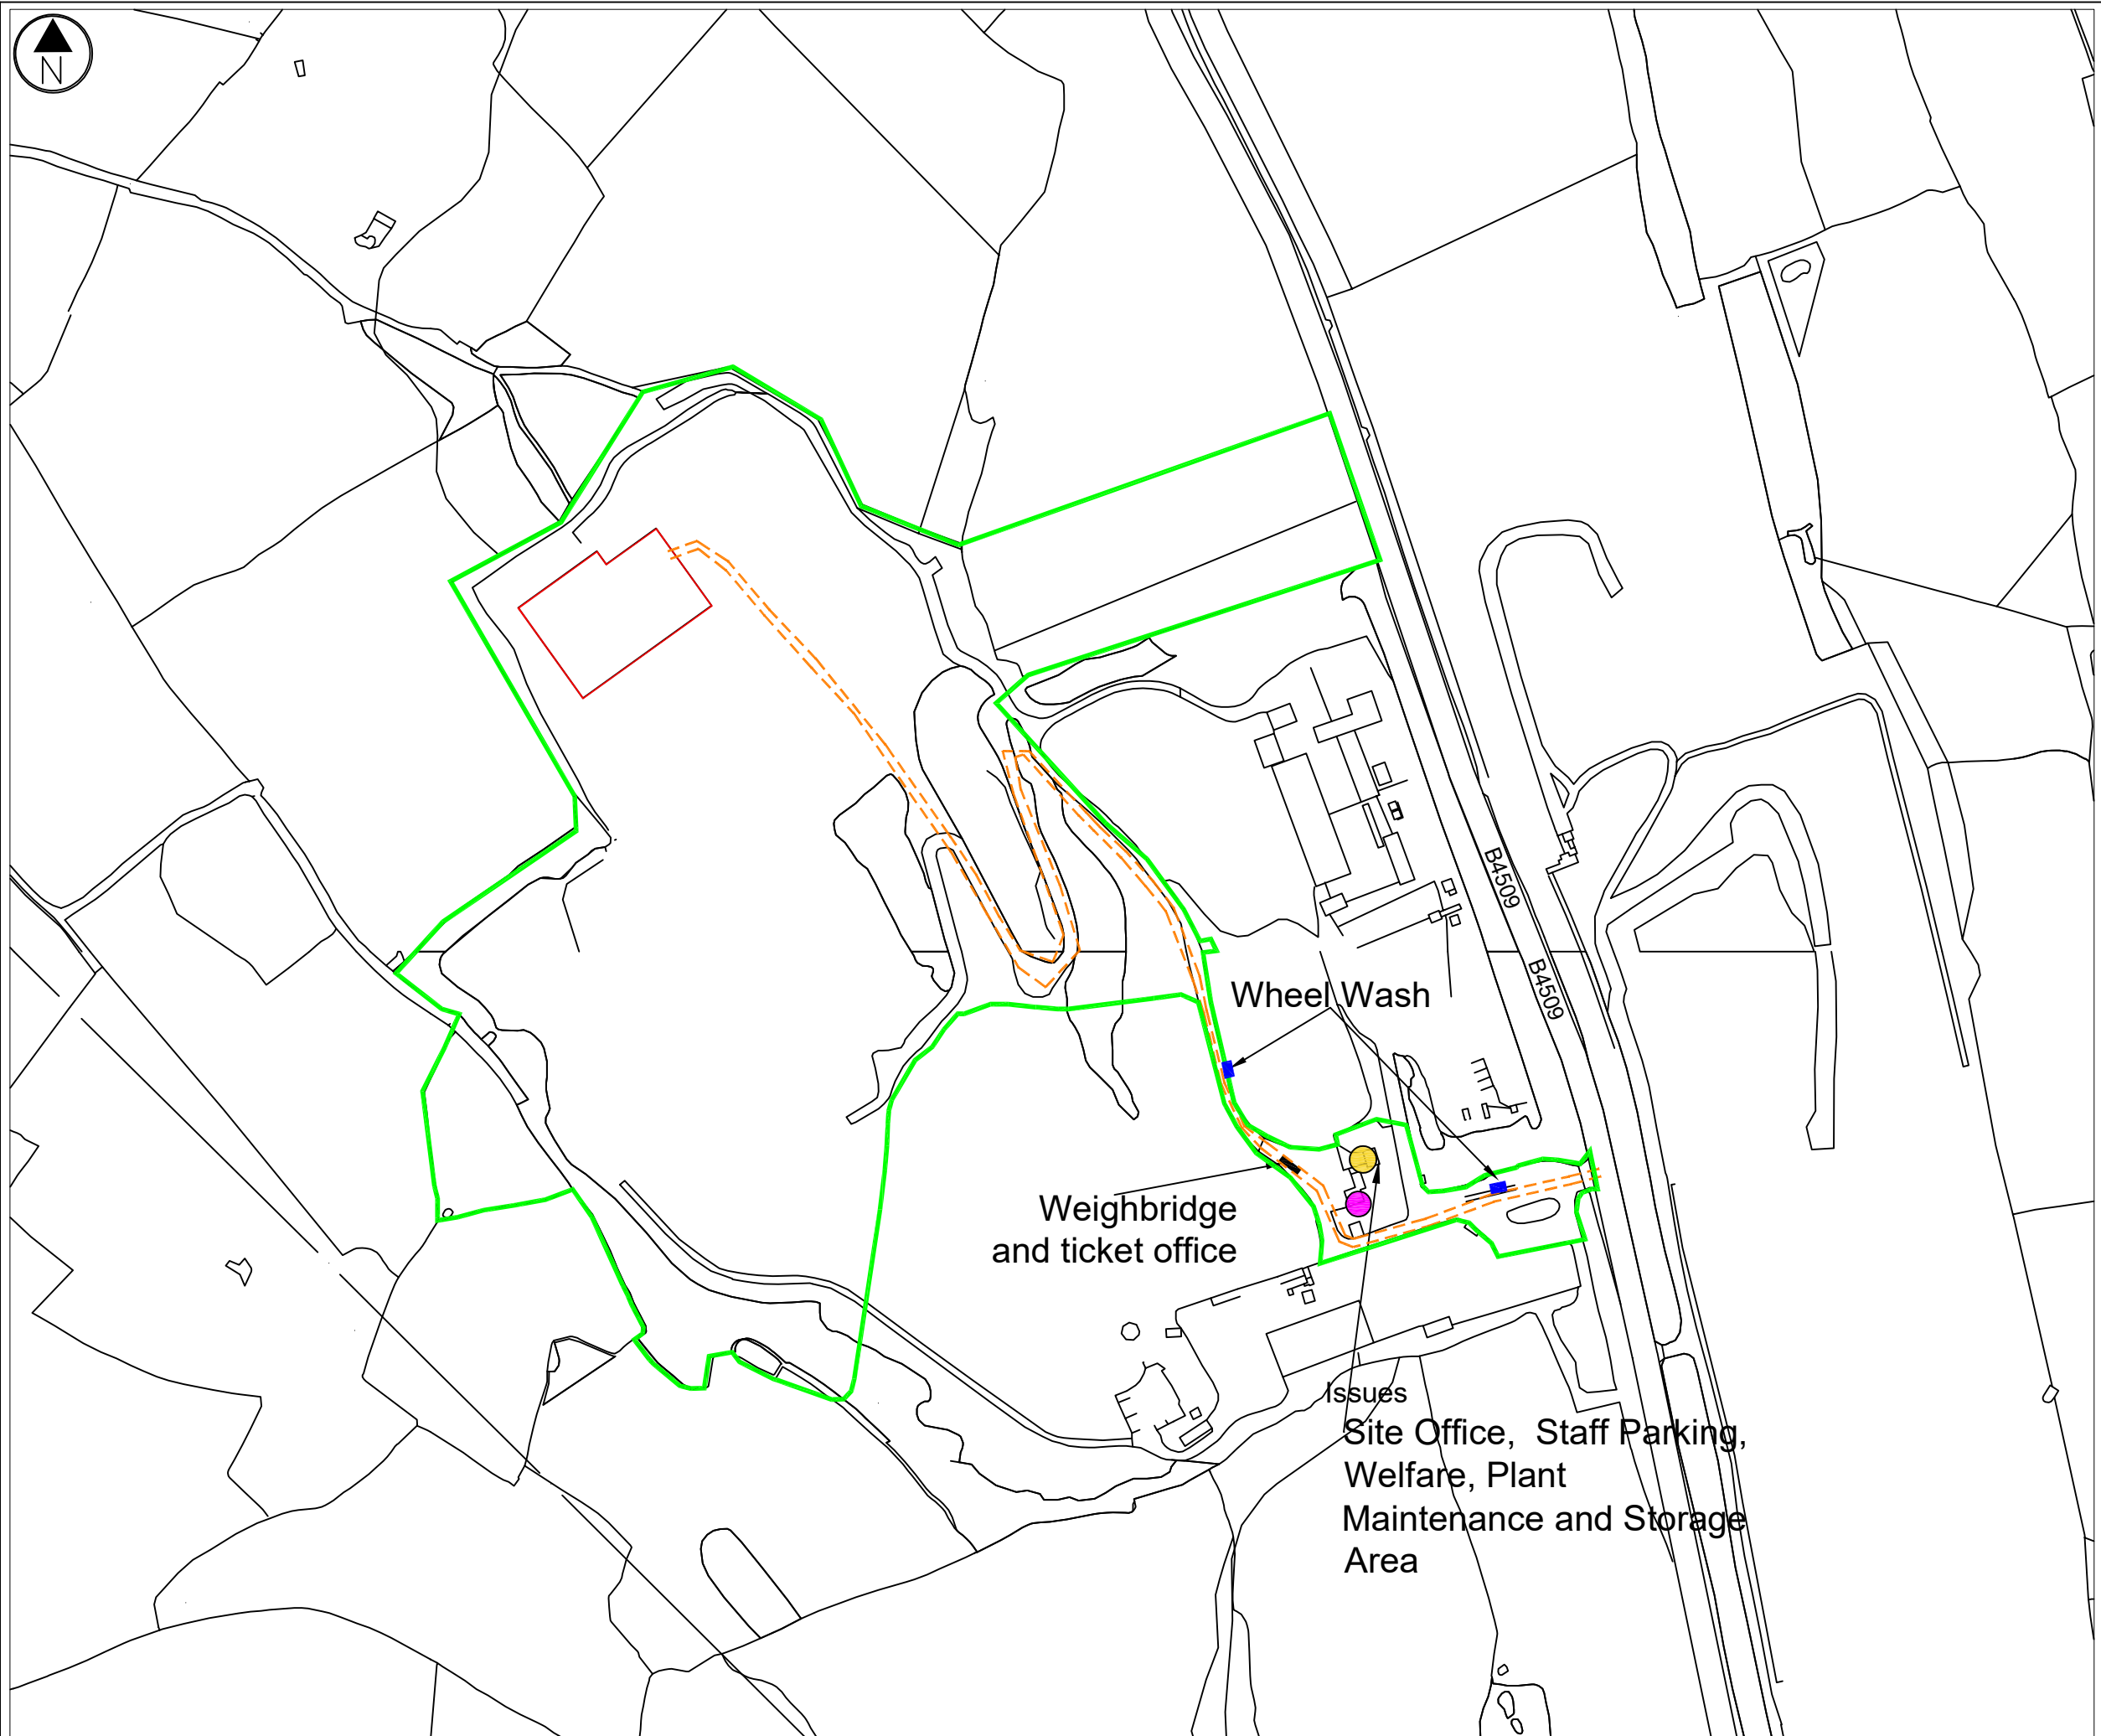 N
B4509
B4509
Wheel Wash
Weighbridge
and ticket office
Issues
Site Office, Staff Parking,
Welfare, Plant
Maintenance and Storage
Area